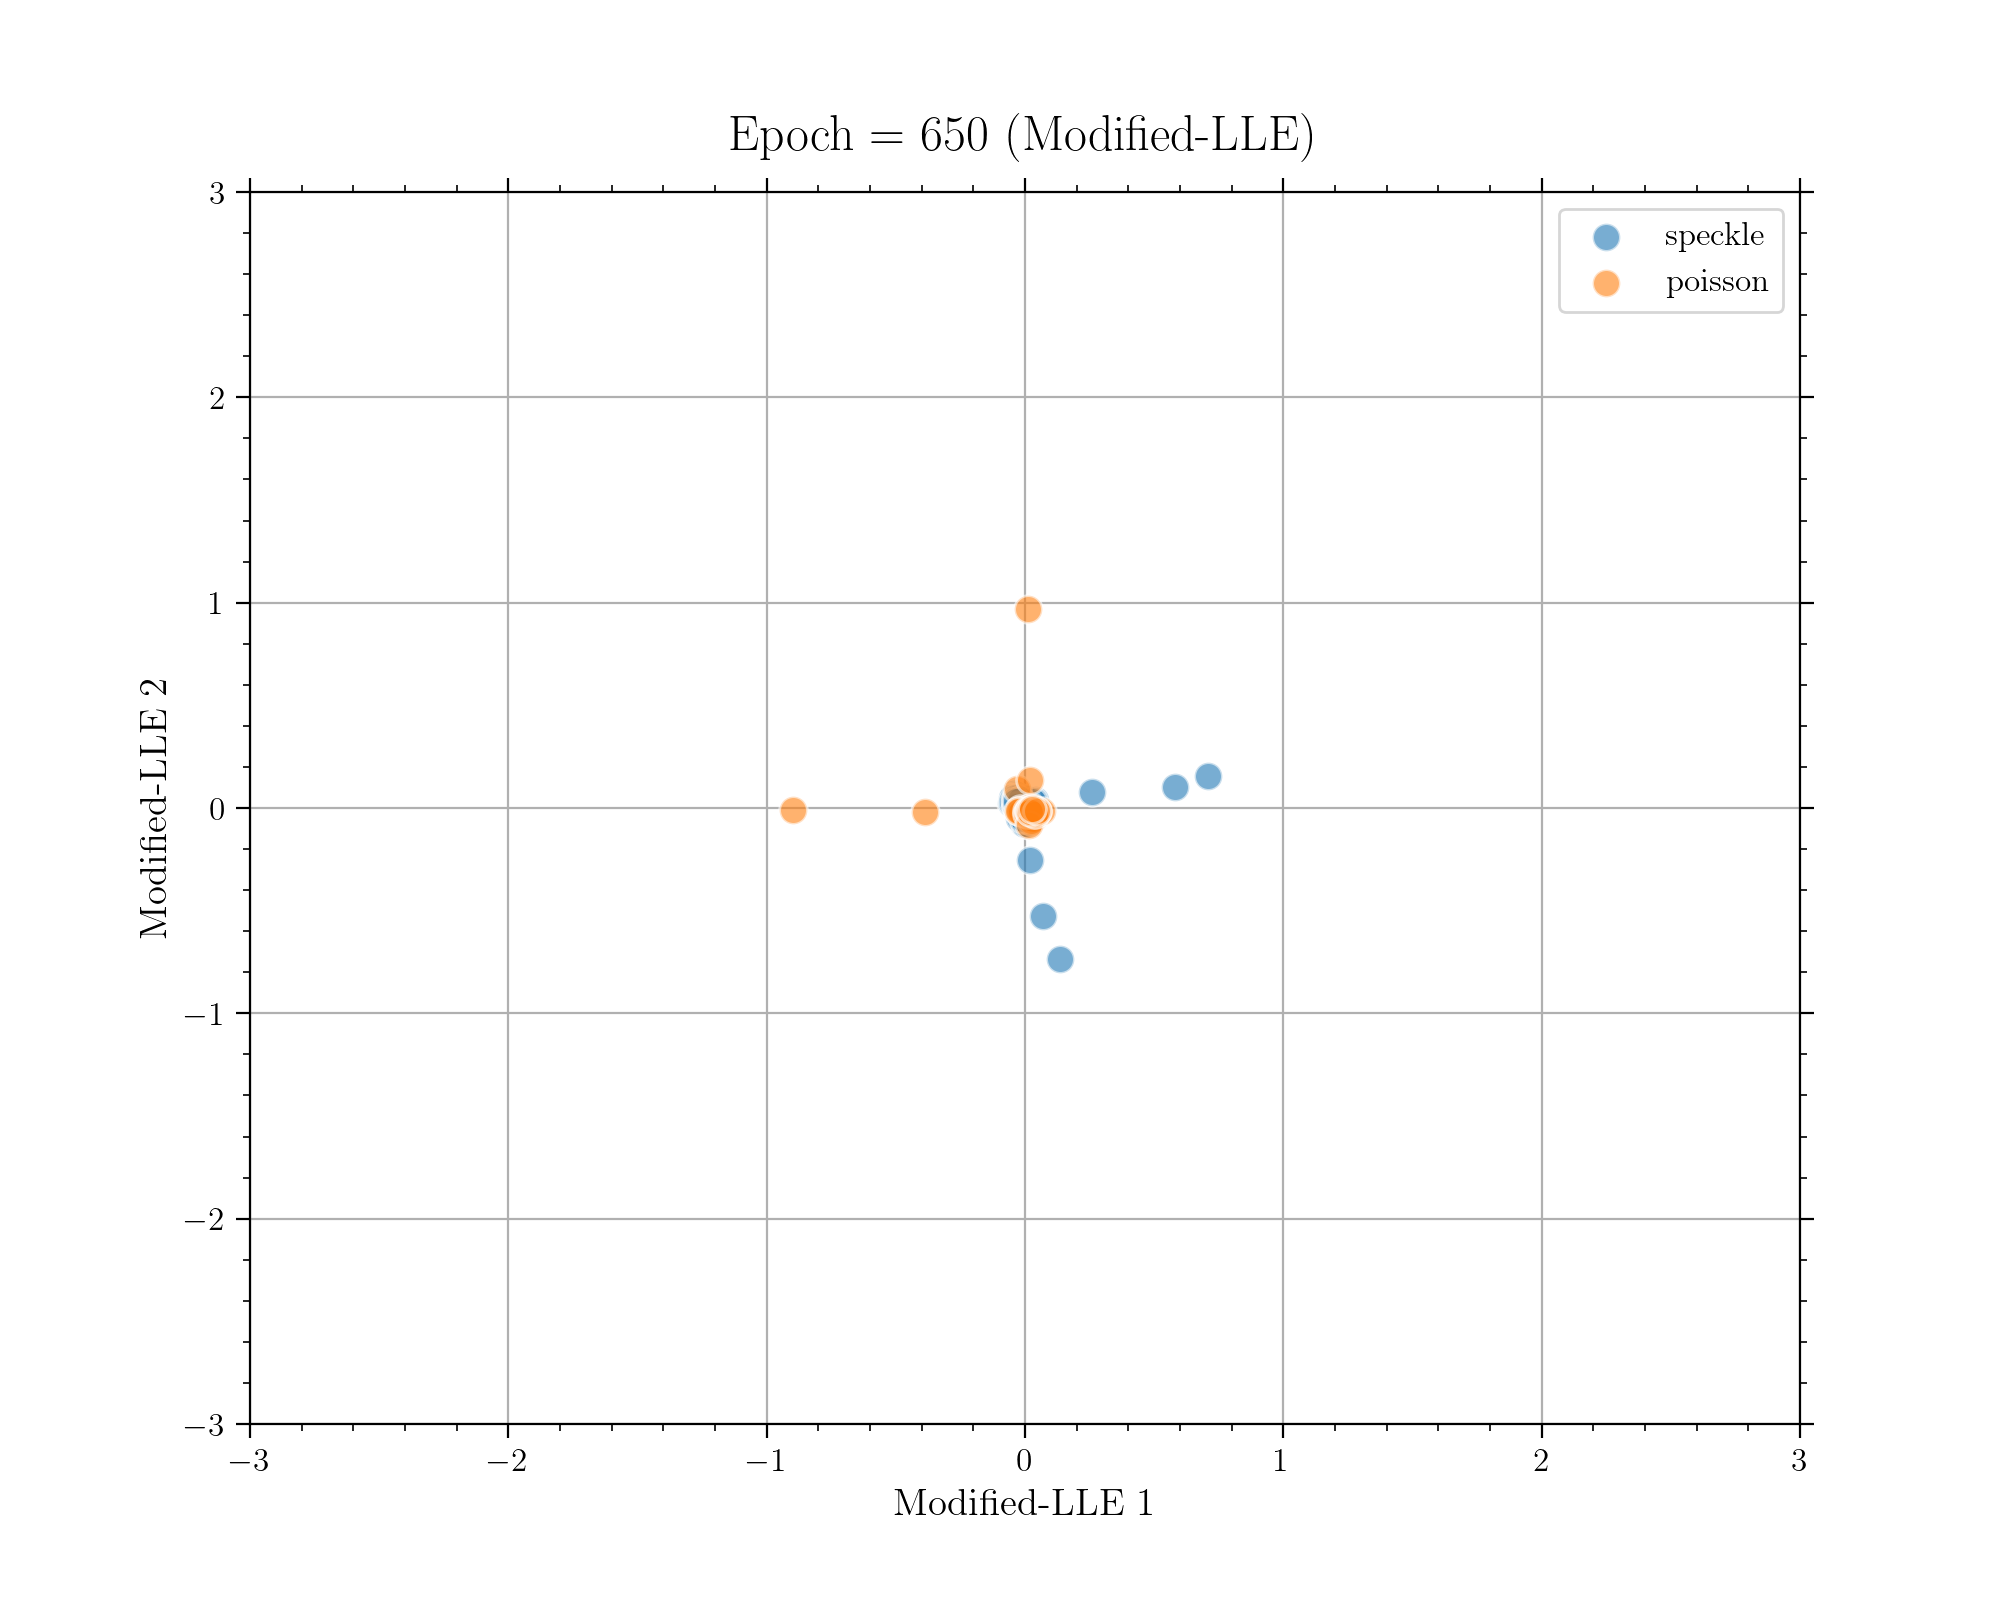 Epoch = 650 (Modified-LLE)
speckle
poisson
3
2
1
0
−1
−2
−3
Modified-LLE 2
−3 −2 −1 0 1 2 3
Modified-LLE 1